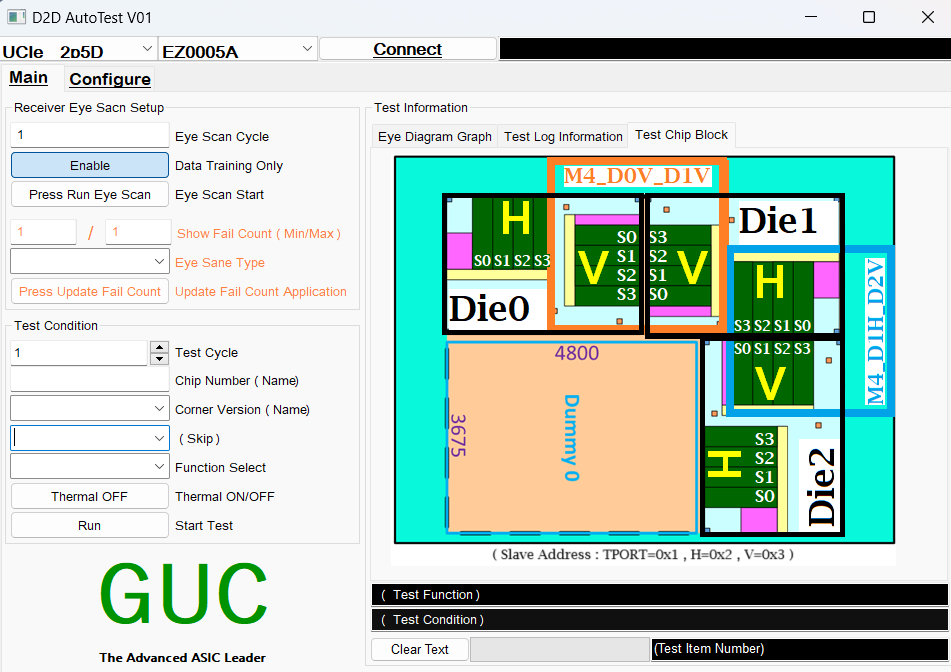 D2D AutoTest V01
UCIe 2p5D EZ0005A Connect
Main Configure
Receiver Eye Sacn Setup
1 Eye Scan Cycle
Enable Data Training Only
Press Run Eye Scan Eye Scan Start
1 / 1 Show Fail Count ( Min/Max )
Eye Sane Type
Press Update Fail Count Update Fail Count Application
Test Condition
1 Test Cycle
Chip Number ( Name)
Corner Version ( Name)
( Skip )
Function Select
Thermal OFF Thermal ON/OFF
Run Start Test
GUC
The Advanced ASIC Leader
Test Information
Eye Diagram Graph Test Log Information Test Chip Block
M4_D0V_D1V
H
S0 S1 S2 S3
Die0
V
S0
S1
S2
S3
S3
S2
S1
S0
V
Die1
H
S3 S2 S1 S0
M4_D1H_D2V
S0 S1 S2 S3
V
4800
3675
Dummy 0
H
S3
S2
S1
S0
Die2
( Slave Address : TPORT=0x1 , H=0x2 , V=0x3 )
( Test Function )
( Test Condition )
Clear Text (Test Item Number)